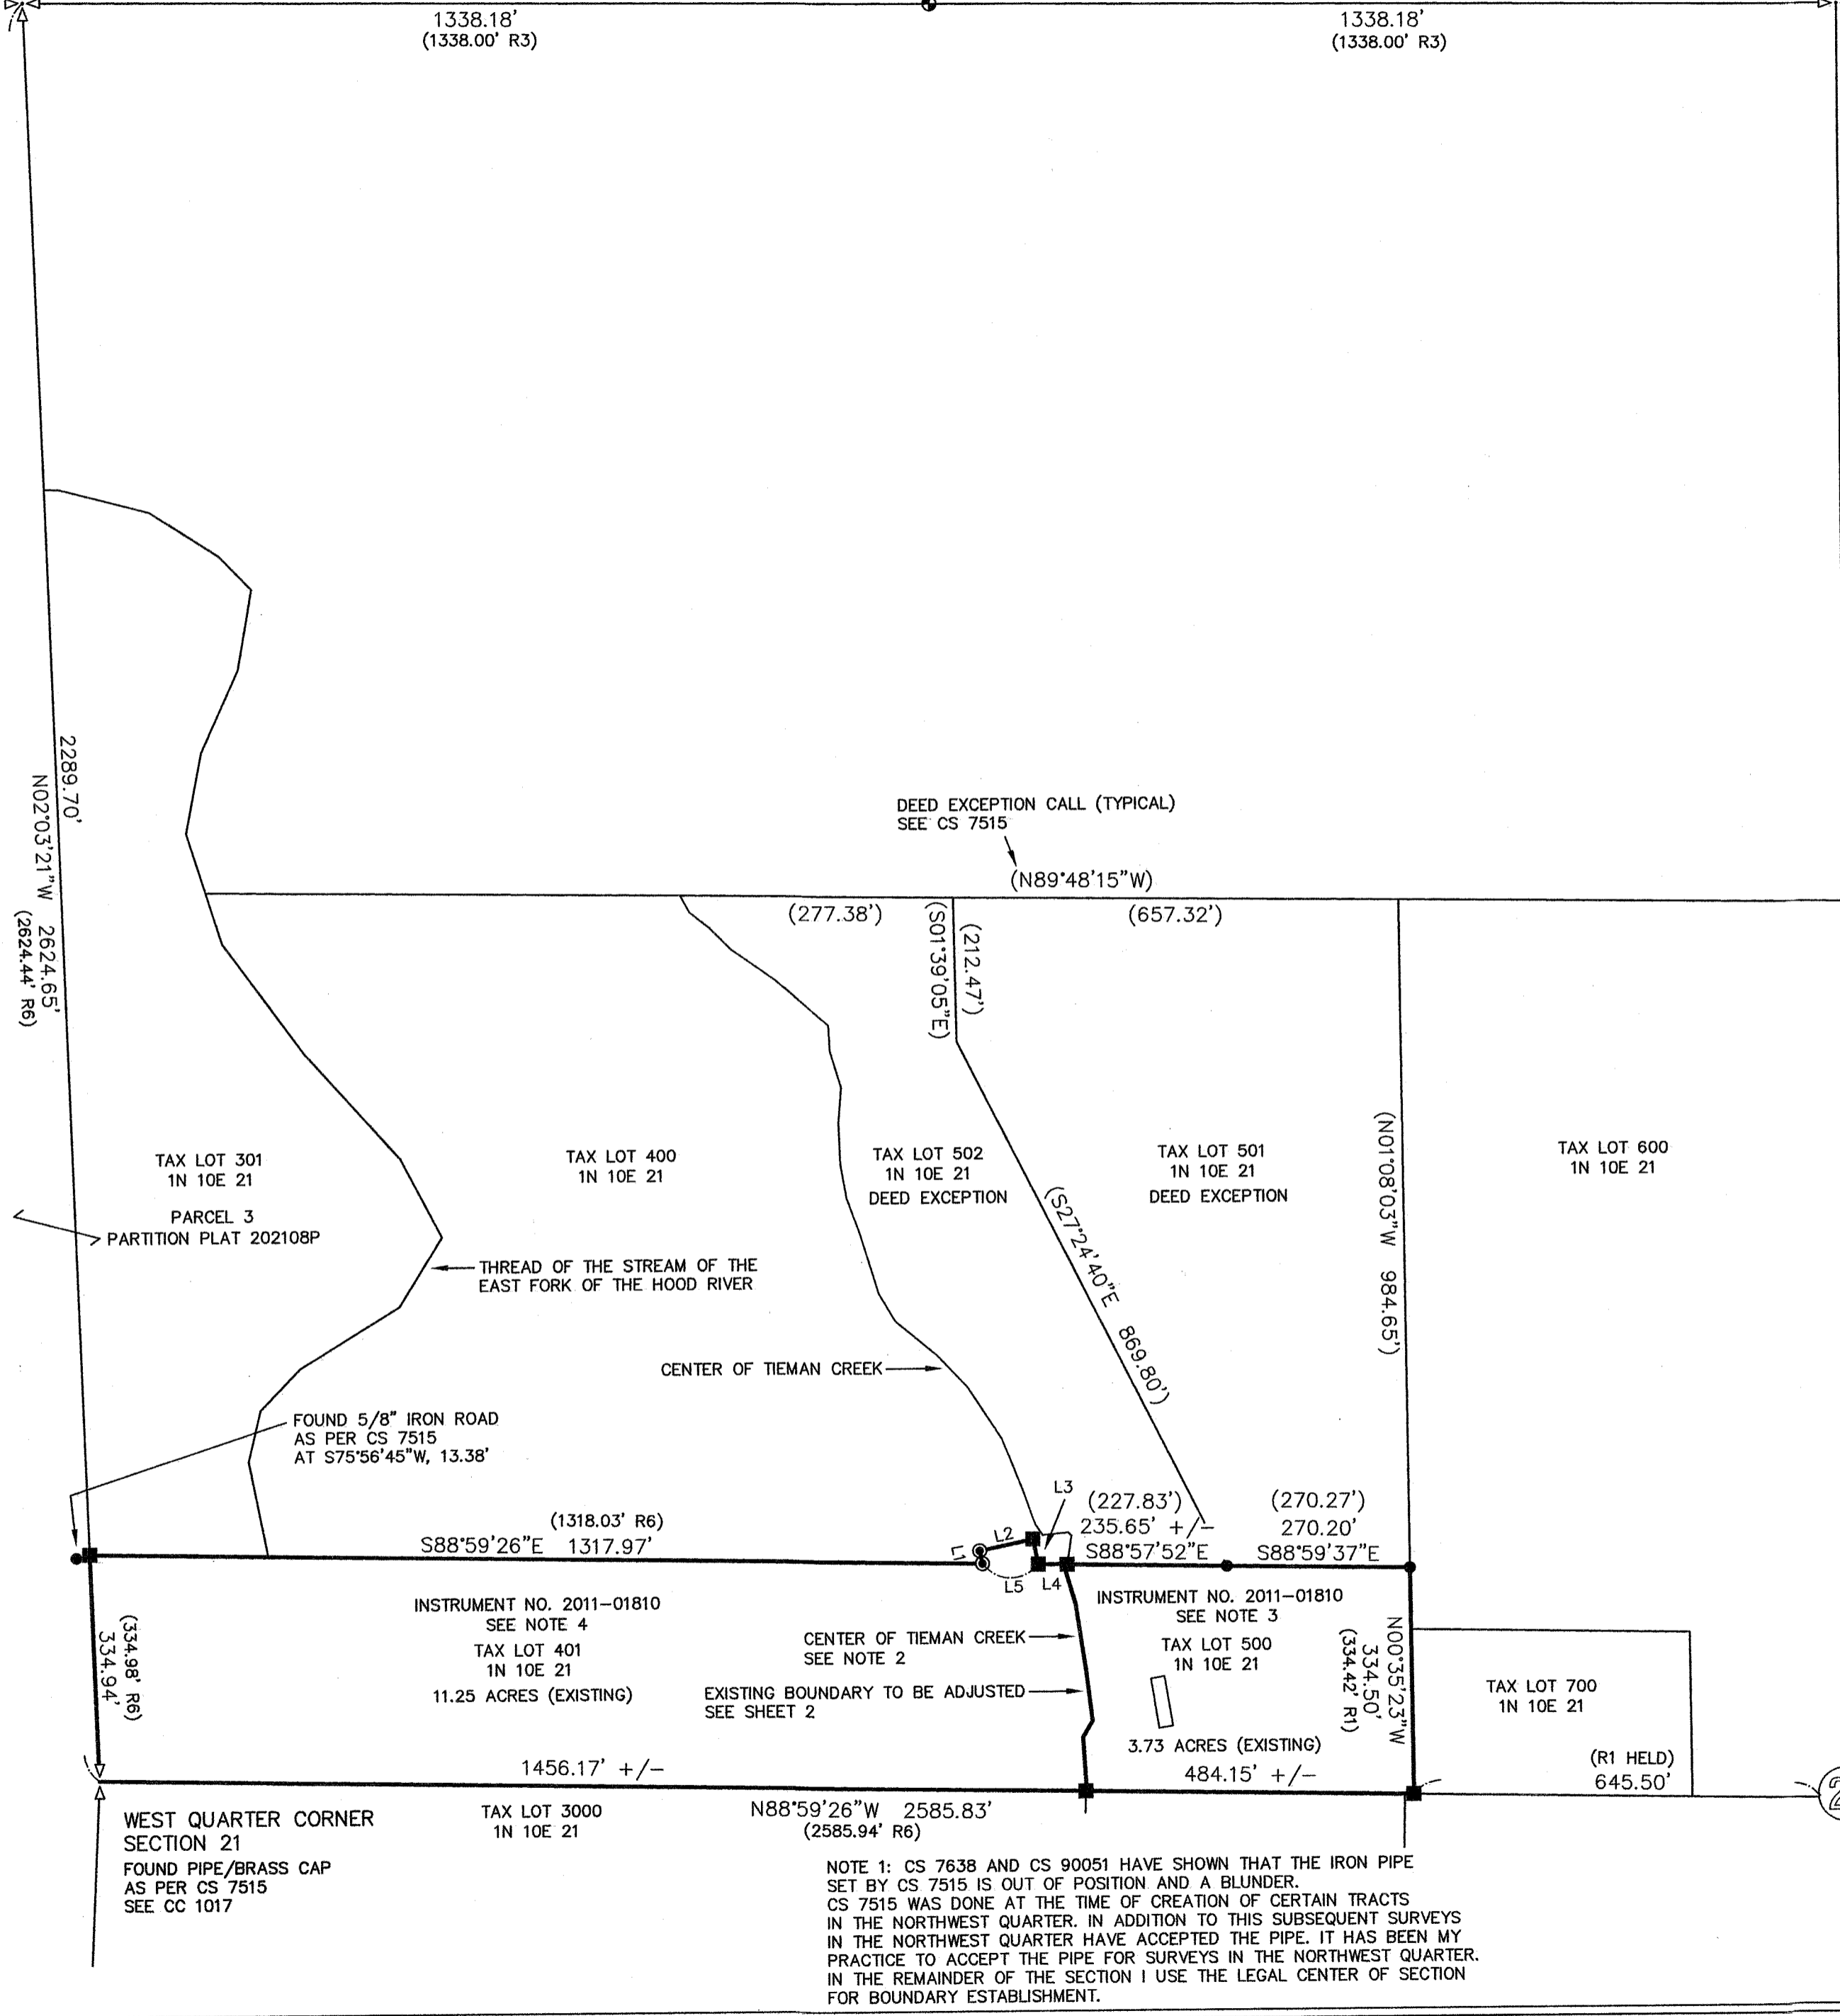 1338.18'
(1338.00' R3)
1338.18'
(1338.00' R3)
2289.70'
N02°03'21"W 2624.65'
(2624.44' R6)
DEED EXCEPTION CALL (TYPICAL)
SEE CS 7515
(N89°48'15"W)
(277.38')
(S01°39'05"E)
(212.47')
(657.32')
TAX LOT 301
1N 10E 21
PARCEL 3
PARTITION PLAT 202108P
TAX LOT 400
1N 10E 21
TAX LOT 502
1N 10E 21
DEED EXCEPTION
TAX LOT 501
1N 10E 21
DEED EXCEPTION
(S27°24'40"E 869.80')
(N01°08'03"W 984.65')
TAX LOT 600
1N 10E 21
THREAD OF THE STREAM OF THE
EAST FORK OF THE HOOD RIVER
CENTER OF TIEMAN CREEK
FOUND 5/8" IRON ROAD
AS PER CS 7515
AT S75°56'45"W, 13.38'
(1318.03' R6)
S88°59'26"E 1317.97'
L1
L2
L3
L5
L4
(227.83')
235.65' +/-
S88°57'52"E
(270.27')
270.20'
S88°59'37"E
(334.98' R6)
334.94'
INSTRUMENT NO. 2011-01810
SEE NOTE 4
TAX LOT 401
1N 10E 21
11.25 ACRES (EXISTING)
CENTER OF TIEMAN CREEK
SEE NOTE 2
EXISTING BOUNDARY TO BE ADJUSTED
SEE SHEET 2
INSTRUMENT NO. 2011-01810
SEE NOTE 3
TAX LOT 500
1N 10E 21
3.73 ACRES (EXISTING)
N00°35'23"W
334.50'
(334.42' R1)
TAX LOT 700
1N 10E 21
(R1 HELD)
645.50'
1456.17' +/-
484.15' +/-
N88°59'26"W 2585.83'
(2585.94' R6)
TAX LOT 3000
1N 10E 21
WEST QUARTER CORNER
SECTION 21
FOUND PIPE/BRASS CAP
AS PER CS 7515
SEE CC 1017
NOTE 1: CS 7638 AND CS 90051 HAVE SHOWN THAT THE IRON PIPE
SET BY CS 7515 IS OUT OF POSITION AND A BLUNDER.
CS 7515 WAS DONE AT THE TIME OF CREATION OF CERTAIN TRACTS
IN THE NORTHWEST QUARTER. IN ADDITION TO THIS SUBSEQUENT SURVEYS
IN THE NORTHWEST QUARTER HAVE ACCEPTED THE PIPE. IT HAS BEEN MY
PRACTICE TO ACCEPT THE PIPE FOR SURVEYS IN THE NORTHWEST QUARTER.
IN THE REMAINDER OF THE SECTION I USE THE LEGAL CENTER OF SECTION
FOR BOUNDARY ESTABLISHMENT.